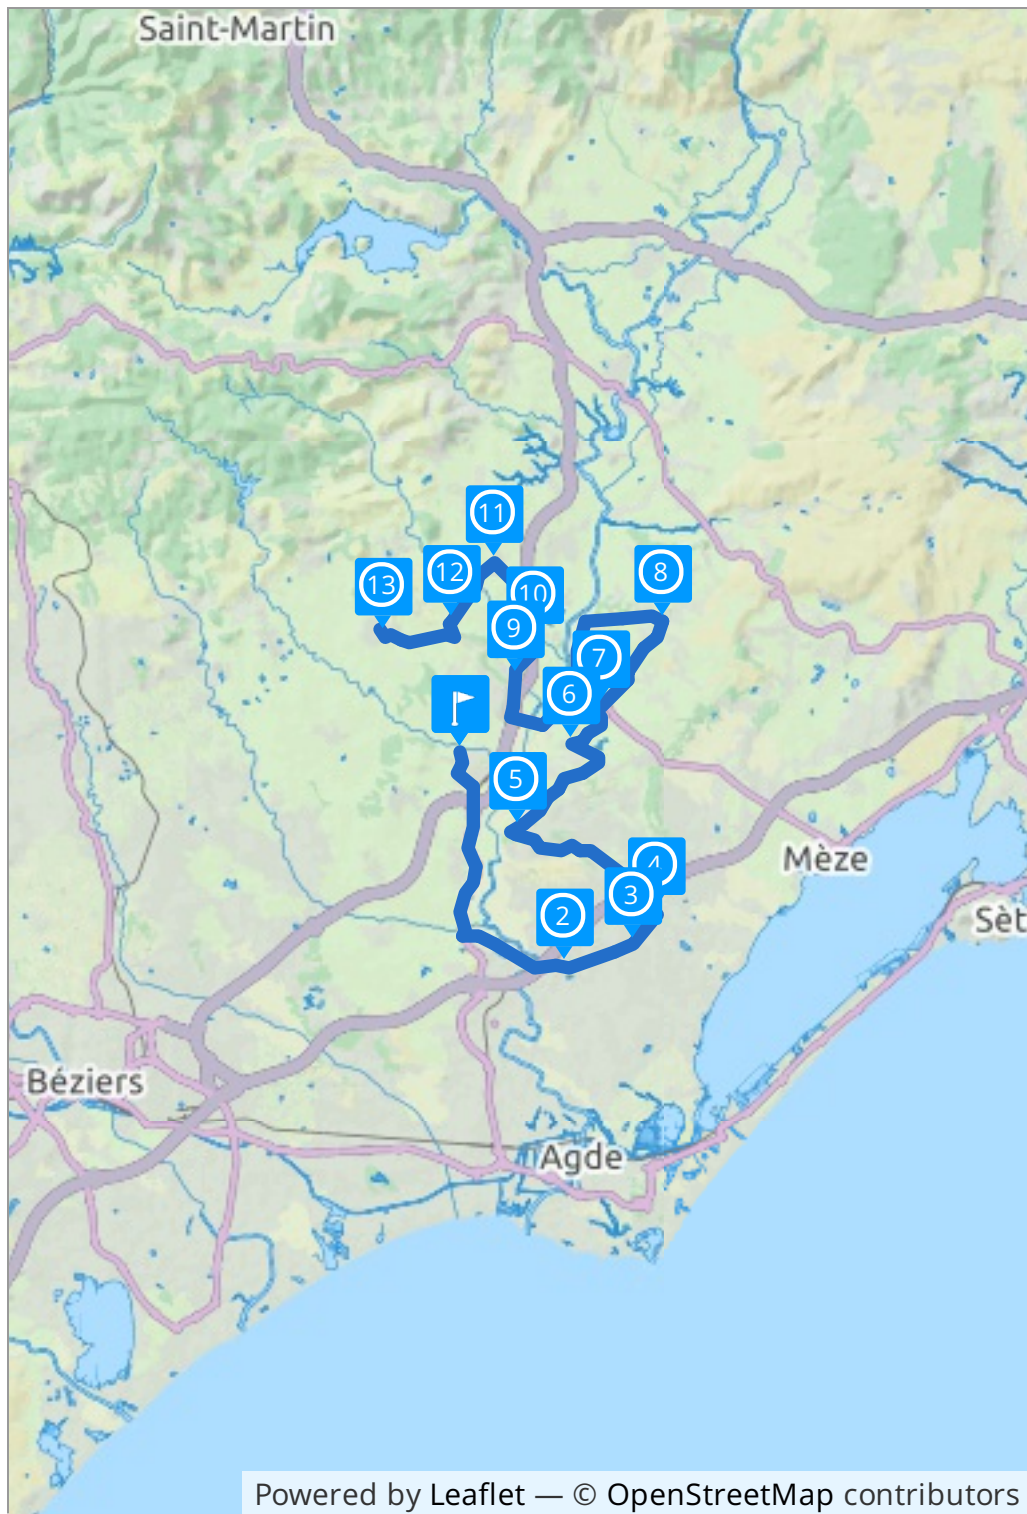 Saint-Martin
11
12
8
13
10
9
7
6
5
4
Mèze
3
2
Sèt
Béziers
Agde
Powered by Leaflet — © OpenStreetMap contributors